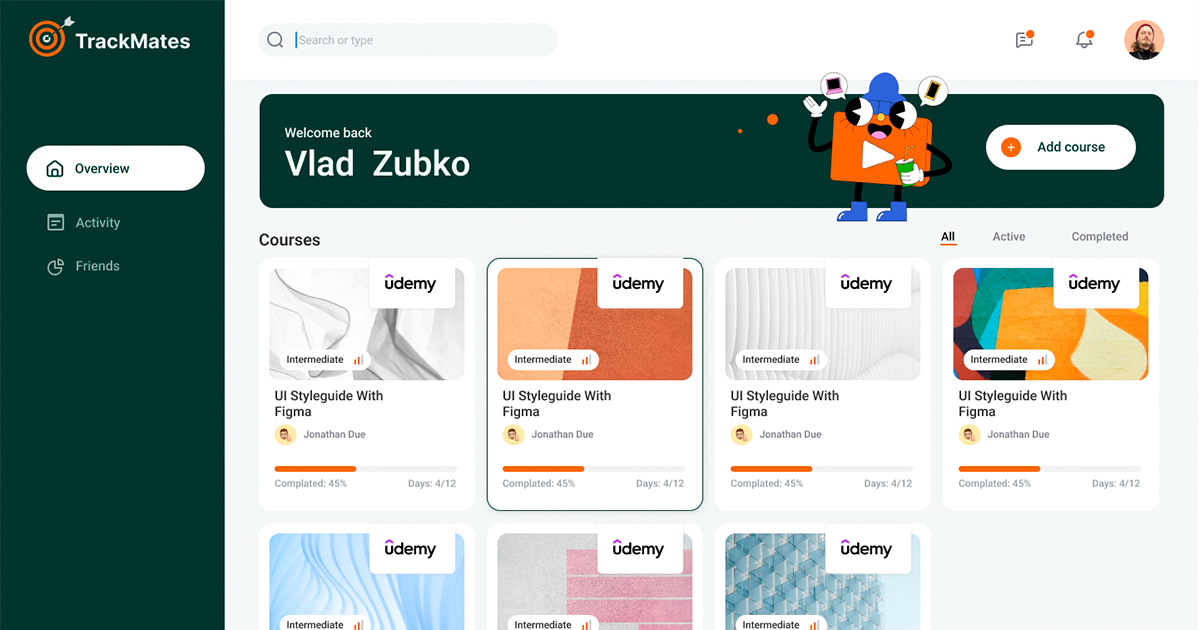 TrackMates
Search or type
Overview
Activity
Friends
Welcome back
Vlad Zubko
Add course
Courses
All
Active
Completed
udemy
Intermediate
UI Styleguide With
Figma
Jonathan Due
Complated: 45%
Days: 4/12
udemy
Intermediate
UI Styleguide With
Figma
Jonathan Due
Complated: 45%
Days: 4/12
udemy
Intermediate
UI Styleguide With
Figma
Jonathan Due
Complated: 45%
Days: 4/12
udemy
Intermediate
UI Styleguide With
Figma
Jonathan Due
Complated: 45%
Days: 4/12
udemy
Intermediate
udemy
Intermediate
udemy
Intermediate